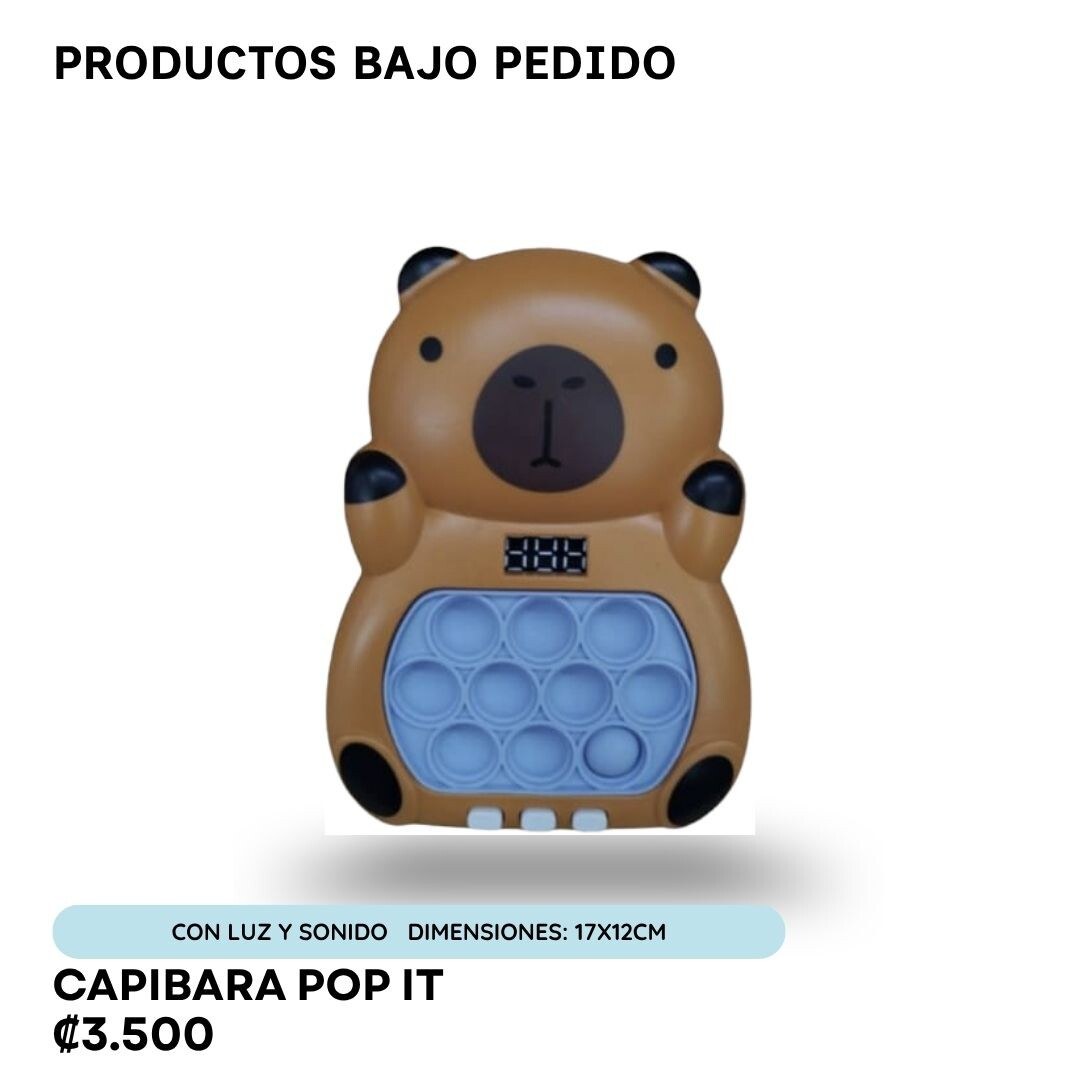 PRODUCTOS BAJO PEDIDO
CON LUZ Y SONIDO DIMENSIONES: 17X12CM
CAPIBARA POP IT
₡3.500